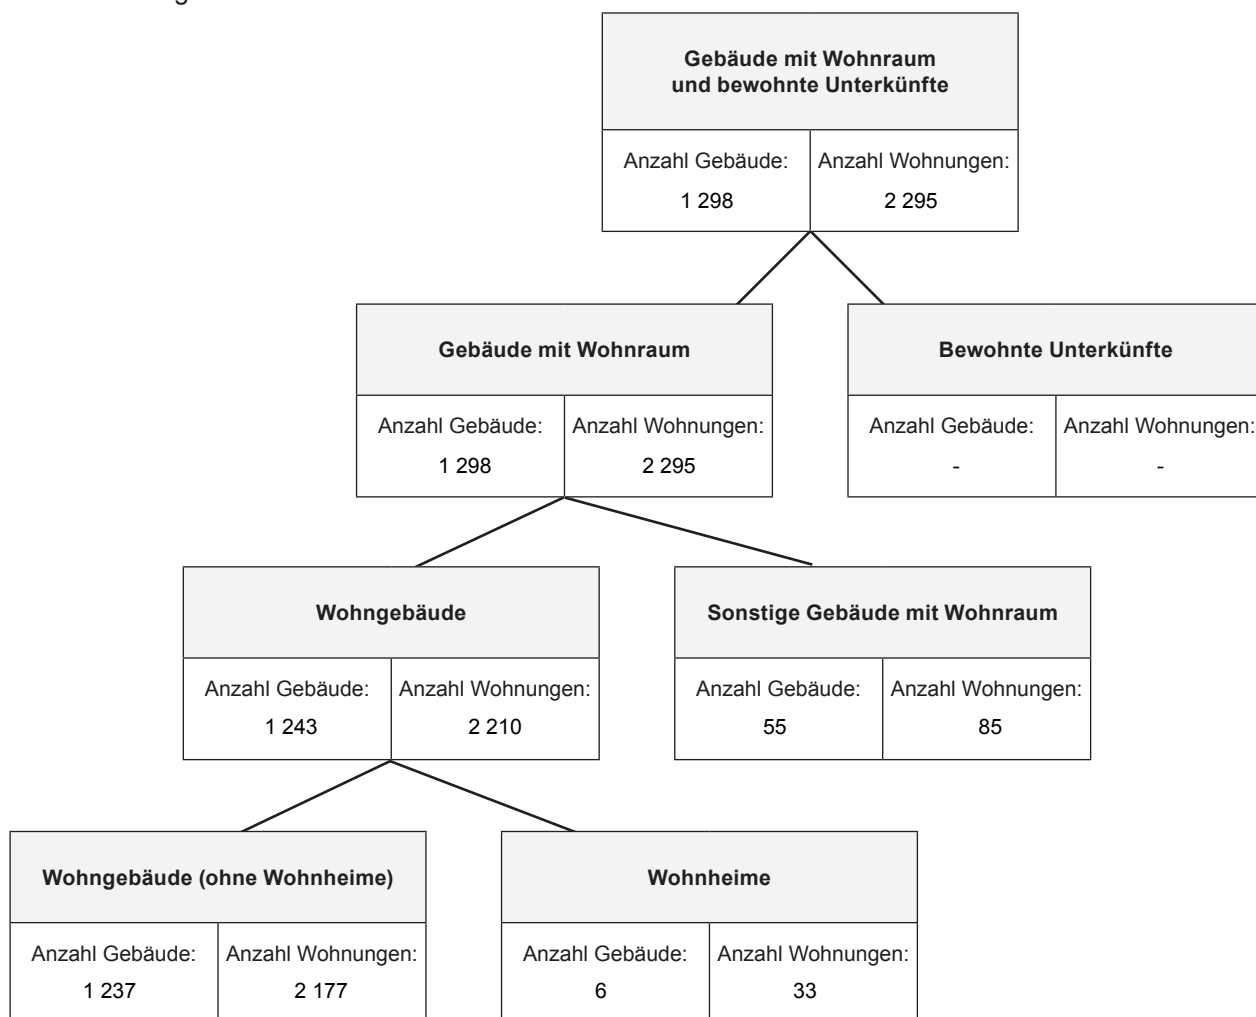 Gebäude mit Wohnraum
und bewohnte Unterkünfte
Anzahl Gebäude: Anzahl Wohnungen:
1 298 2 295
Gebäude mit Wohnraum
Anzahl Gebäude: Anzahl Wohnungen:
1 298 2 295
Bewohnte Unterkünfte
Anzahl Gebäude: Anzahl Wohnungen:
- -
Wohngebäude
Anzahl Gebäude: Anzahl Wohnungen:
1 243 2 210
Sonstige Gebäude mit Wohnraum
Anzahl Gebäude: Anzahl Wohnungen:
55 85
Wohngebäude (ohne Wohnheime)
Anzahl Gebäude: Anzahl Wohnungen:
1 237 2 177
Wohnheime
Anzahl Gebäude: Anzahl Wohnungen:
6 33